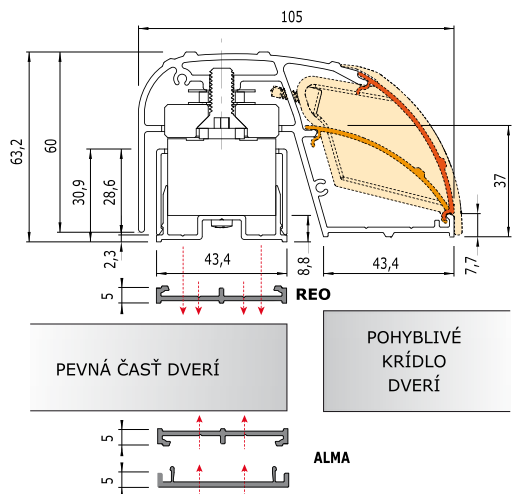 105
63,2
60
30,9
28,6
37
2,3
43,4
8,8
43,4
7,7
5
REO
PEVNÁ ČASŤ DVERÍ
POHYBLIVÉ
KRÍDLO
DVERÍ
5
ALMA
5